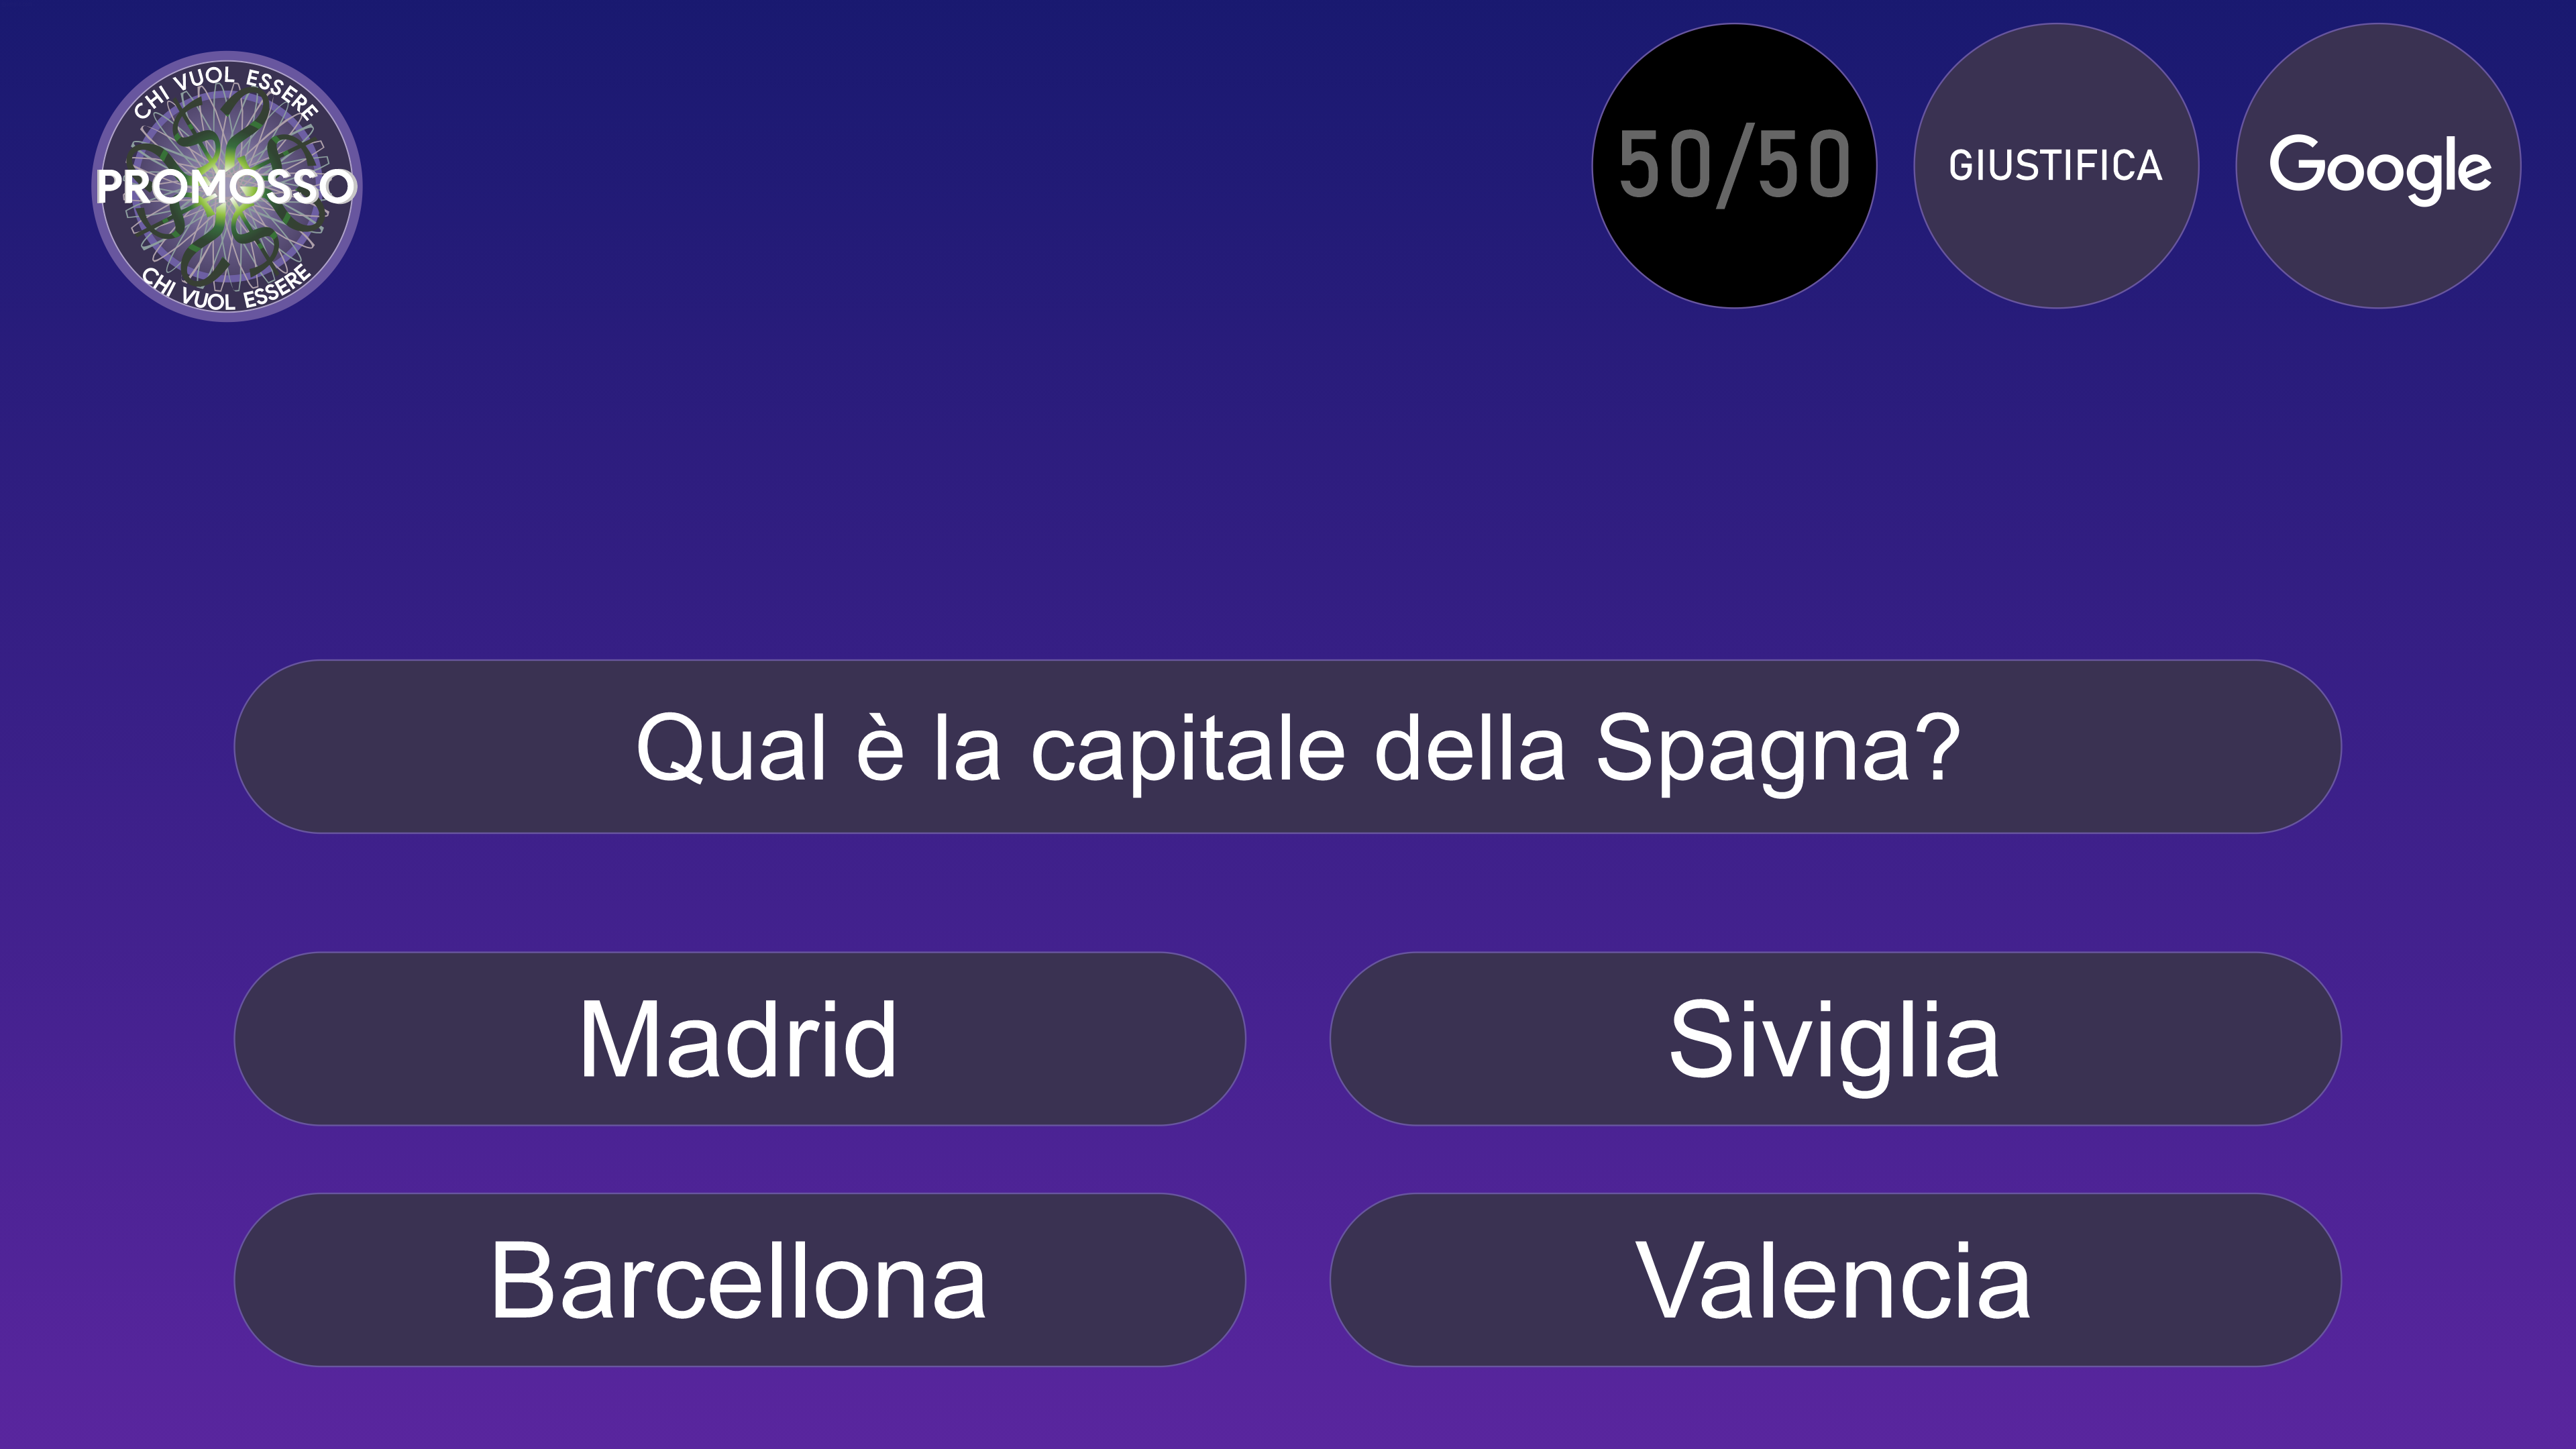 CHI VUOL ESSERE
PROMOSSO
CHI VUOL ESSERE
50/50
GIUSTIFICA
Google
Qual è la capitale della Spagna?
Madrid
Siviglia
Barcellona
Valencia